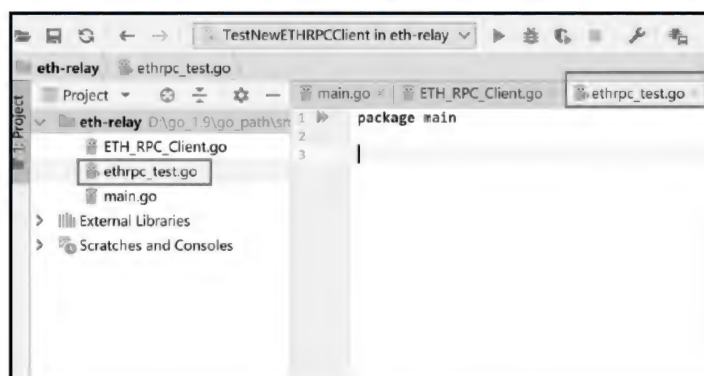 TestNewETHRPCClient in eth-relay
eth-relay ethrpc_test.go
1: Project
Project
main.go ETH_RPC_Client.go ethrpc_test.go
eth-relay D:\go_1.9\go_path\sr
ETH_RPC_Client.go
ethrpc_test.go
main.go
External Libraries
Scratches and Consoles
1 package main
2
3